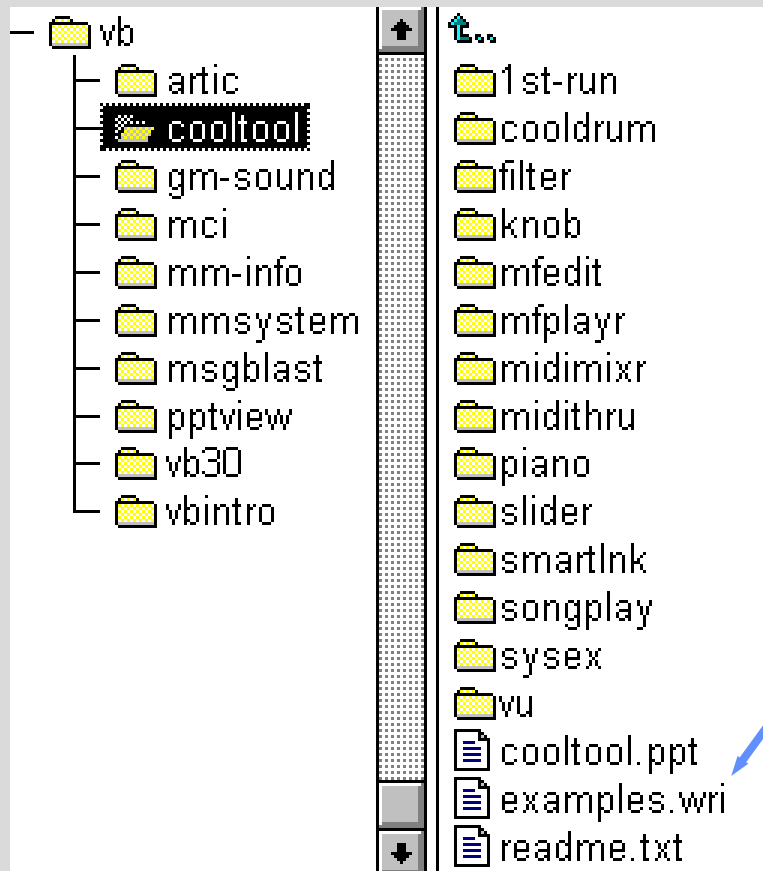 vb
artic
cooltool
gm-sound
mci
mm-info
mmsystem
msgblast
pptview
vb30
vbintro
..
1st-run
cooldrum
filter
knob
mfedit
mfplayr
midimixr
midithru
piano
slider
smartlnk
songplay
sysex
vu
cooltool.ppt
examples.wri
readme.txt